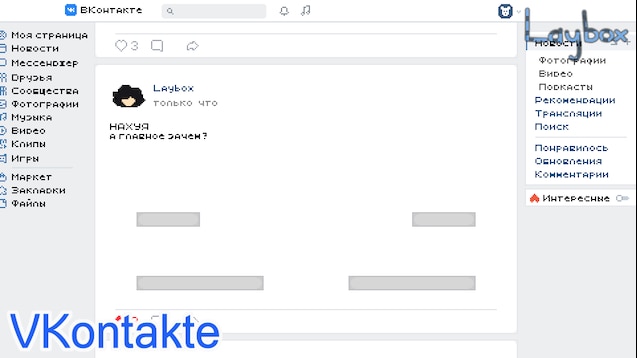 ВКонтакте
Laybox
Моя страница
Новости
Мессенджер
Друзья
Сообщества
Фотографии
Музыка
Видео
Клипы
Игры
Маркет
Закладки
Файлы
3
Laybox
только что
НАХУЯ
а главное зачем?
Новости
Фотографии
Видео
Подкасты
Рекомендации
Трансляции
Поиск
Понравилось
Обновления
Комментарии
Интересные
VKontakte